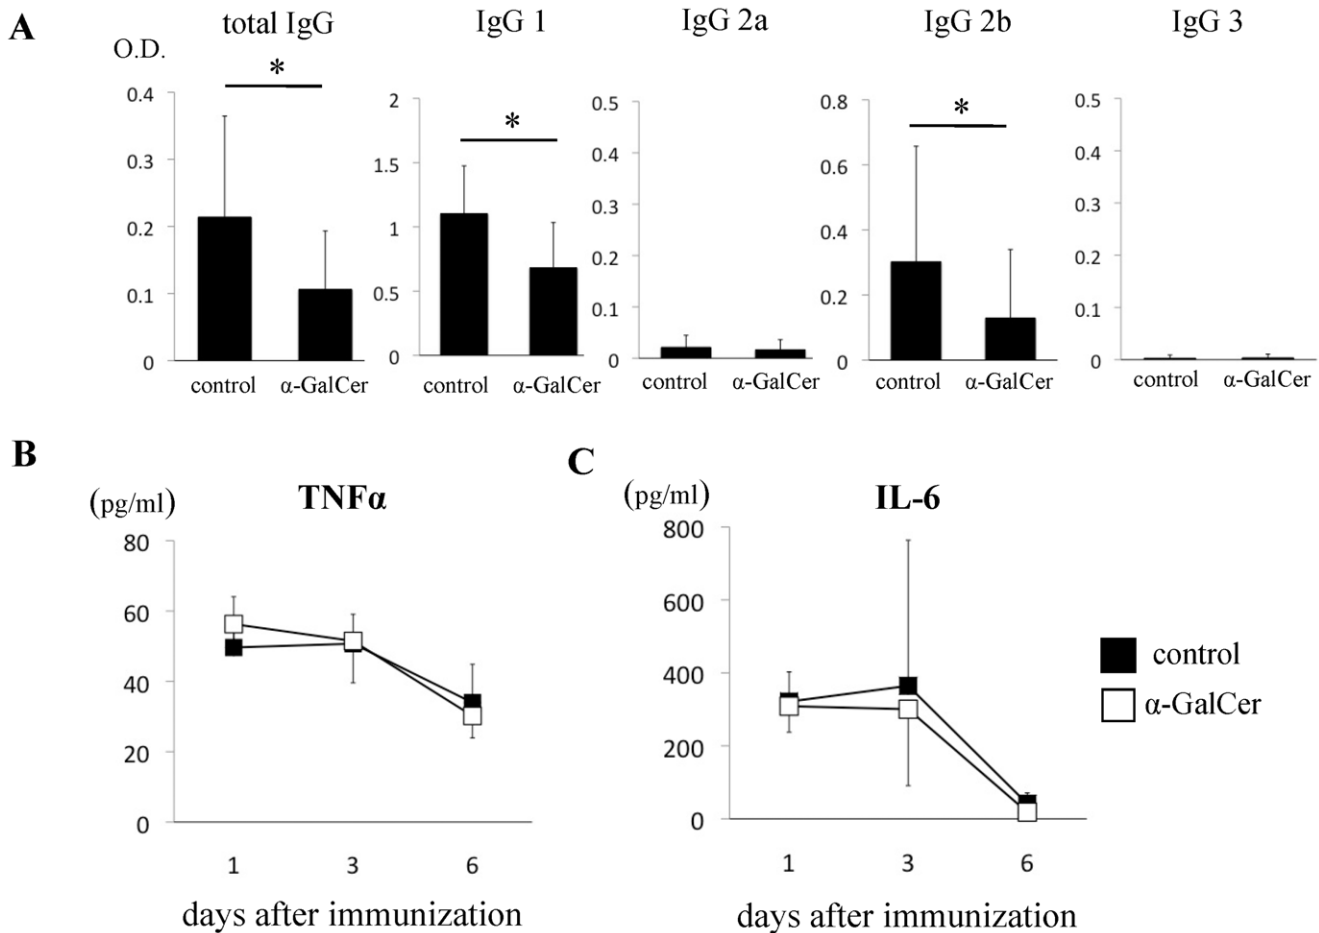 A
total IgG
IgG 1
IgG 2a
IgG 2b
IgG 3
O.D.
*
*
*
0.4
0.3
0.2
0.1
0
2
1.5
1
0.5
0
0.5
0.4
0.3
0.2
0.1
0
0.8
0.6
0.4
0.2
0
0.5
0.4
0.3
0.2
0.1
0
control α-GalCer
control α-GalCer
control α-GalCer
control α-GalCer
control α-GalCer
B
(pg/ml)
TNFα
80
60
40
20
0
1 3 6
days after immunization
C
(pg/ml)
IL-6
800
600
400
200
0
1 3 6
days after immunization
control
α-GalCer